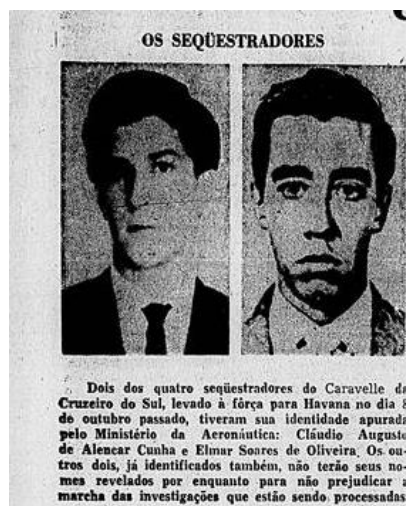 OS SEQÜESTRADORES
Dois dos quatro seqüestradores do Caravelle da
Cruzeiro do Sul, levado à fôrça para Havana no dia 8
de outubro passado, tiveram sua identidade apurada
pelo Ministério da Aeronáutica: Cláudio Augusto
de Alencar Cunha e Elmar Soares de Oliveira. Os ou-
tros dois, já identificados também, não terão seus no-
mes revelados por enquanto para não prejudicar a
marcha das investigações que estão sendo processadas